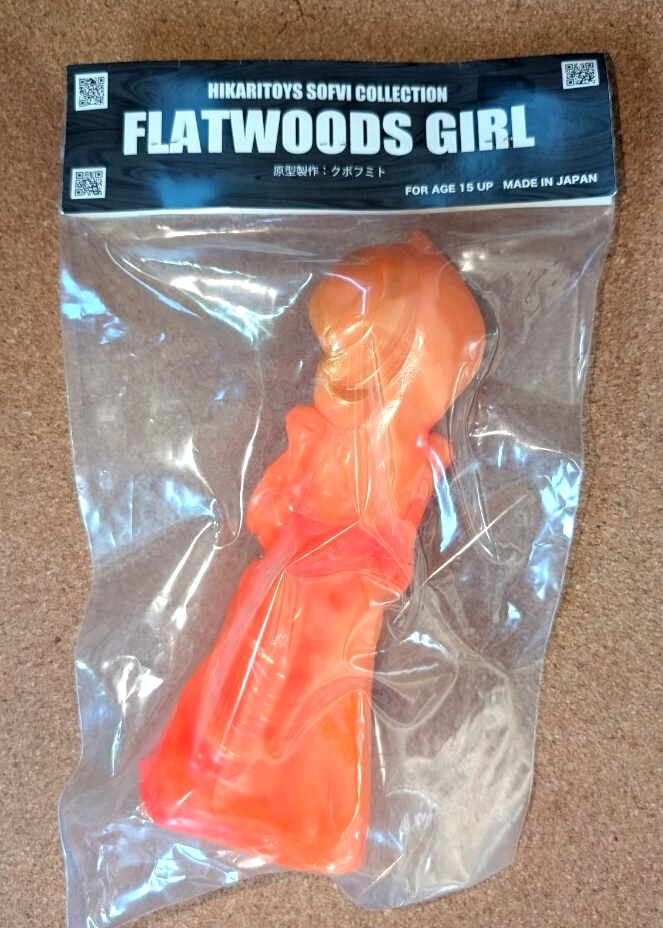 HIKARITOYS SOFVI COLLECTION
FLATWOODS GIRL
原型製作：クボフミト
FOR AGE 15 UP MADE IN JAPAN